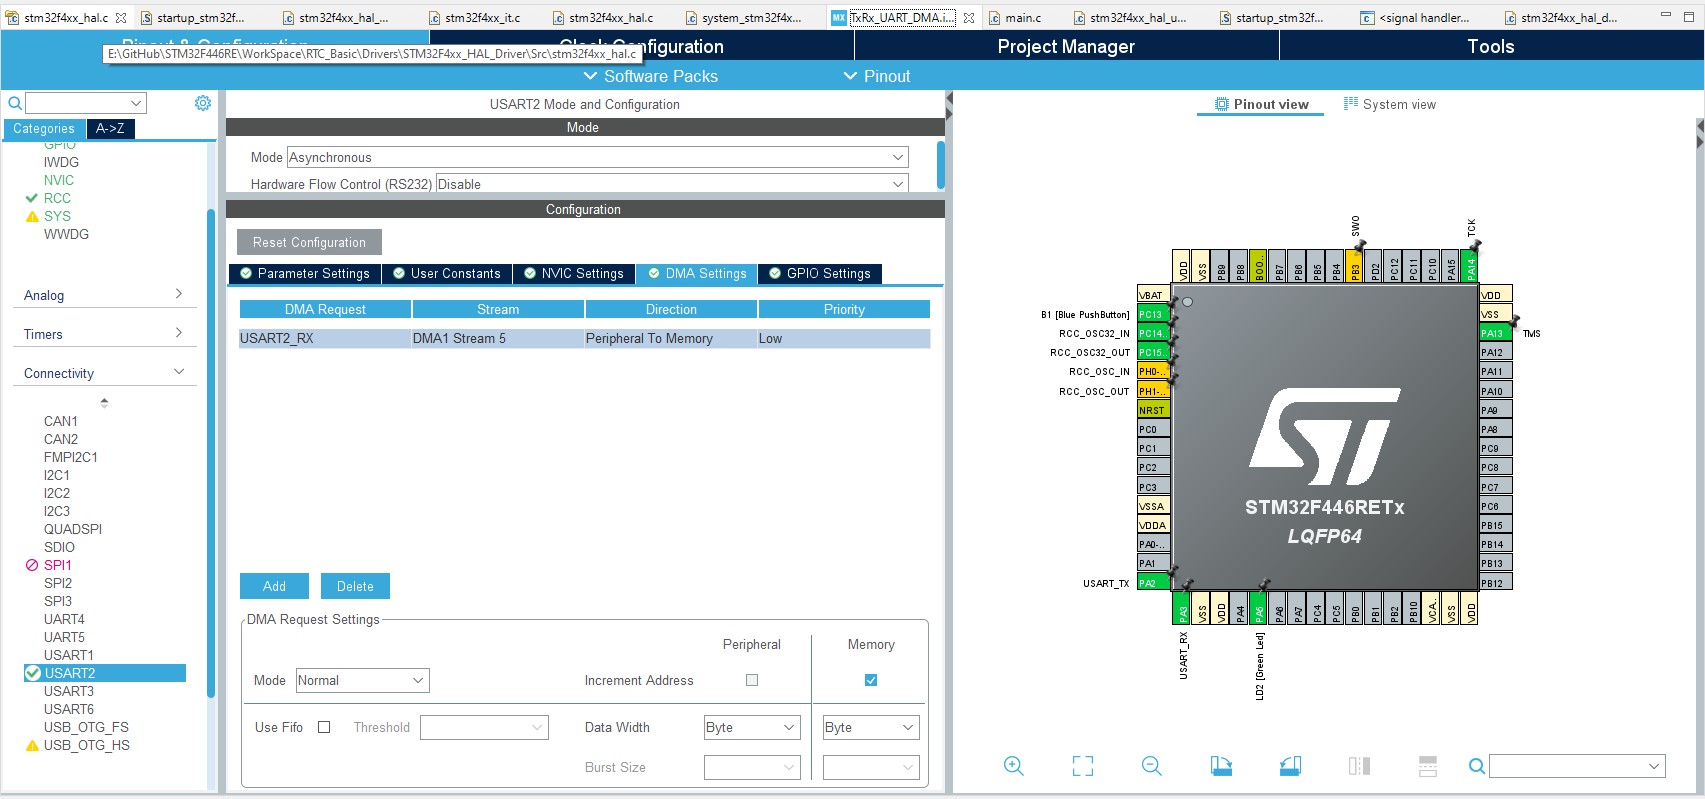 stm32f4xx_hal.c
startup_stm32f...
stm32f4xx_hal_...
stm32f4xx_it.c
stm32f4xx_hal.c
system_stm32f4x...
MX TxRx_UART_DMA.i...
main.c
stm32f4xx_hal_u...
startup_stm32f...
<signal handler...
stm32f4xx_hal_d...
Pinout & Configuration
Clock Configuration
Project Manager
Tools
E:\GitHub\STM32F446RE\WorkSpace\RTC_Basic\Drivers\STM32F4xx_HAL_Driver\Src\stm32f4xx_hal.c
Software Packs
Pinout
Categories
A->Z
GPIO
IWDG
NVIC
RCC
SYS
WWDG
Analog
Timers
Connectivity
CAN1
CAN2
FMPI2C1
I2C1
I2C2
I2C3
QUADSPI
SDIO
SPI1
SPI2
SPI3
UART4
UART5
USART1
USART2
USART3
USART6
USB_OTG_FS
USB_OTG_HS
USART2 Mode and Configuration
Mode
Mode Asynchronous
Hardware Flow Control (RS232) Disable
Configuration
Reset Configuration
Parameter Settings
User Constants
NVIC Settings
DMA Settings
GPIO Settings
DMA Request Stream Direction Priority
USART2_RX DMA1 Stream 5 Peripheral To Memory Low
Add
Delete
DMA Request Settings
Peripheral Memory
Mode Normal
Increment Address
Use Fifo
Threshold
Data Width Byte Byte
Burst Size
Pinout view
System view
SWO
TCK
VDD
VSS
PB9
PB8
BOO..
PB7
PB6
PB5
PB4
PB3
PD2
PC12
PC11
PC10
PA15
PA14
VBAT
B1 [Blue PushButton] PC13
RCC_OSC32_IN PC14..
RCC_OSC32_OUT PC15..
RCC_OSC_IN PH0-..
RCC_OSC_OUT PH1-..
NRST
PC0
PC1
PC2
PC3
VSSA
VDDA
PA0-..
PA1
USART_TX PA2
VDD
VSS
PA13 TMS
PA12
PA11
PA10
PA9
PA8
PC9
PC8
PC7
PC6
PB15
PB14
PB13
PB12
ST
STM32F446RETx
LQFP64
PA3
VSS
VDD
PA4
PA5
PA6
PA7
PC4
PC5
PB0
PB1
PB2
PB10
VCA..
VSS
VDD
USART_RX
LD2 [Green Led]